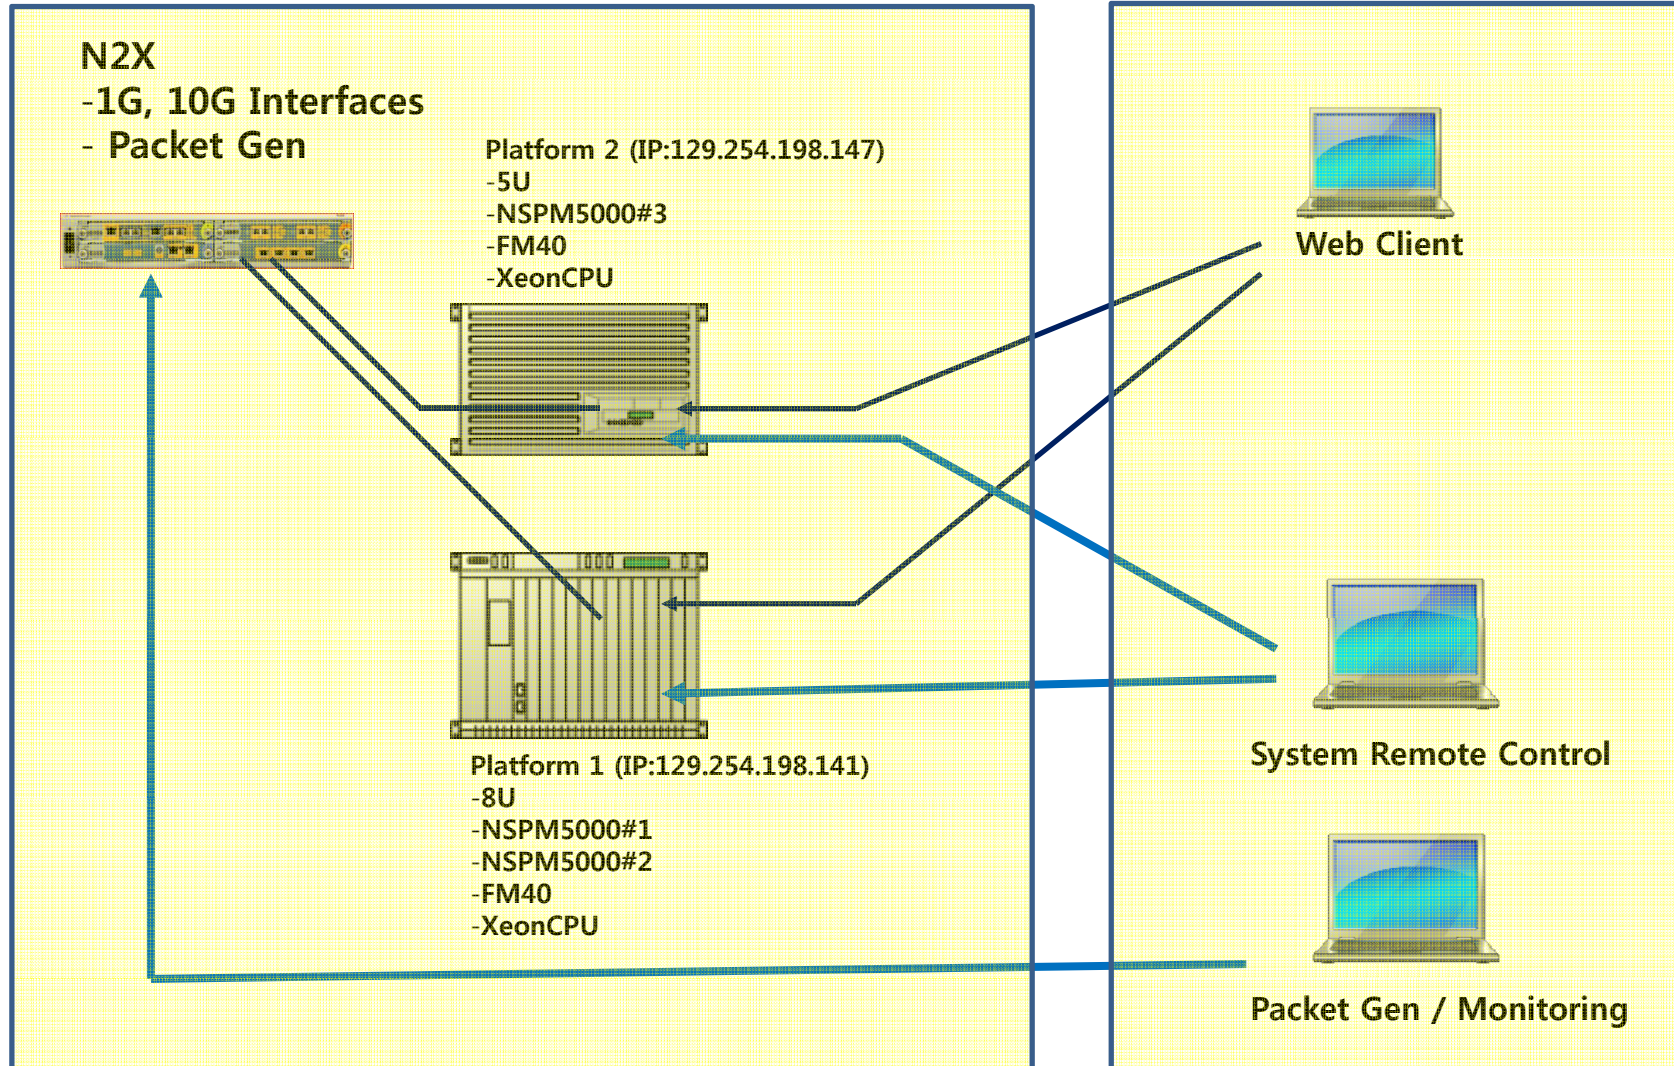 N2X
-1G, 10G Interfaces
- Packet Gen
Platform 2 (IP:129.254.198.147)
-5U
-NSPM5000#3
-FM40
-XeonCPU
Web Client
Platform 1 (IP:129.254.198.141)
-8U
-NSPM5000#1
-NSPM5000#2
-FM40
-XeonCPU
System Remote Control
Packet Gen / Monitoring